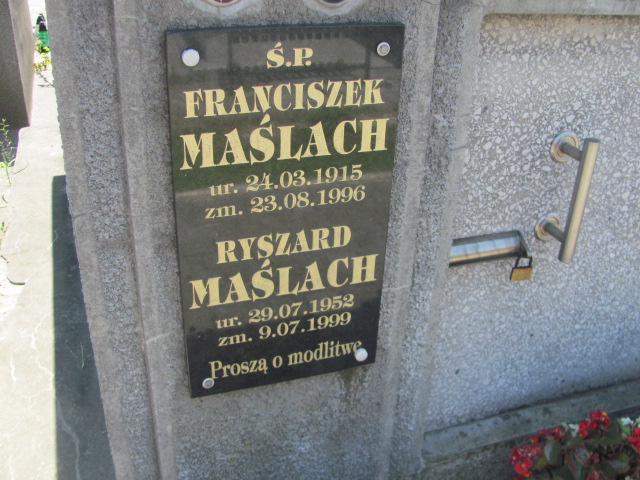 Ś.P.
FRANCISZEK
MAŚLACH
ur. 24.03.1915
zm. 23.08.1996
RYSZARD
MAŚLACH
ur. 29.07.1952
zm. 9.07.1999
Proszą o modlitwę